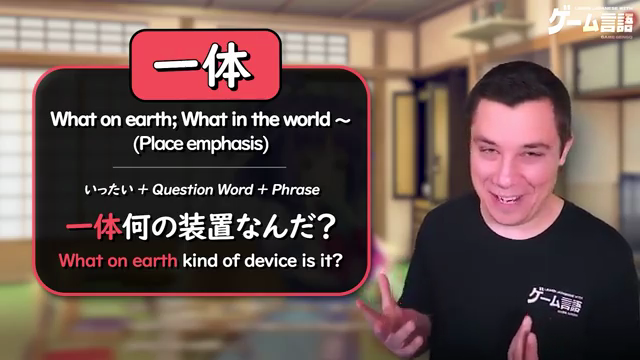 一体
What on earth; What in the world ～
(Place emphasis)
いったい + Question Word + Phrase
一体何の装置なんだ？
What on earth kind of device is it?
ゲーム言語
ゲーム言語